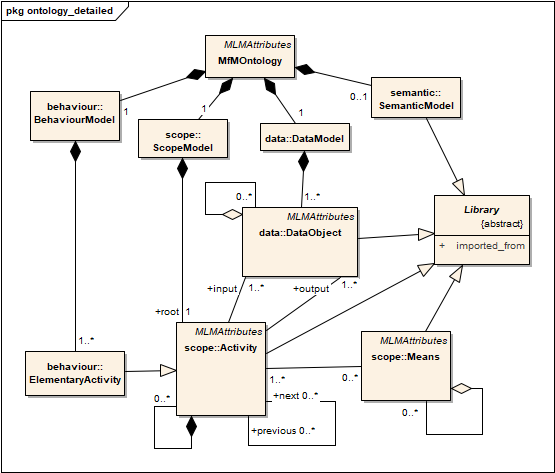 pkg ontology_detailed
MLMAttributes
MfMOntology
behaviour::
BehaviourModel
1
scope::
ScopeModel
1
data::DataModel
1
semantic::
SemanticModel
0..1
Library
{abstract}
+ imported_from
0..*
1..*
MLMAttributes
data::DataObject
+input
1..*
+output
1..*
+root
1
1..*
behaviour::
ElementaryActivity
MLMAttributes
scope::Activity
MLMAttributes
scope::Means
0..*
1..*
0..*
+next 0..*
+previous 0..*
0..*